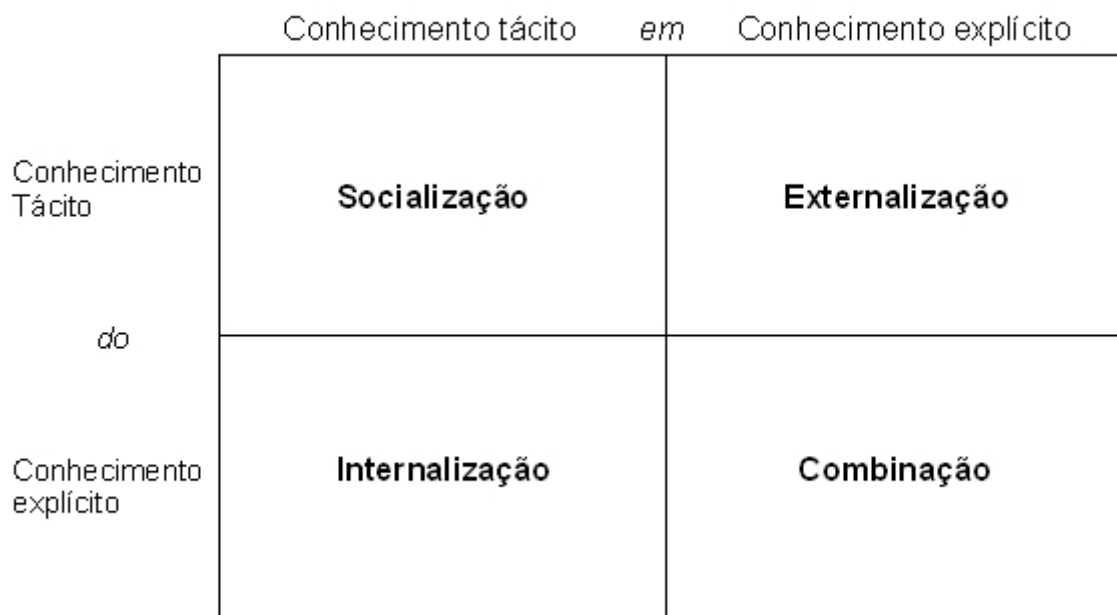 Conhecimento tácito em Conhecimento explícito
Conhecimento
Tácito
Socialização Externalização
do
Conhecimento
explícito
Internalização Combinação